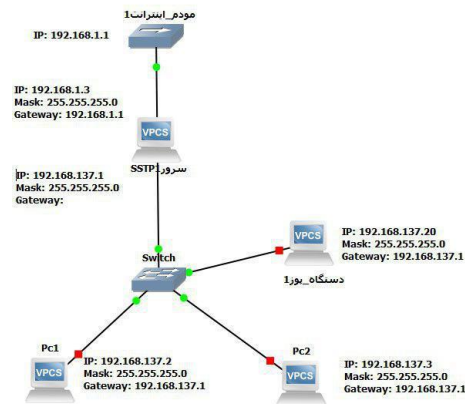 مودم_اینترانت1
IP: 192.168.1.1
IP: 192.168.1.3
Mask: 255.255.255.0
Gateway: 192.168.1.1
VPCS
سرور SSTP1
IP: 192.168.137.1
Mask: 255.255.255.0
Gateway:
Switch
VPCS
IP: 192.168.137.20
Mask: 255.255.255.0
Gateway: 192.168.137.1
دستگاه_پوز1
Pc1
VPCS
IP: 192.168.137.2
Mask: 255.255.255.0
Gateway: 192.168.137.1
Pc2
VPCS
IP: 192.168.137.3
Mask: 255.255.255.0
Gateway: 192.168.137.1